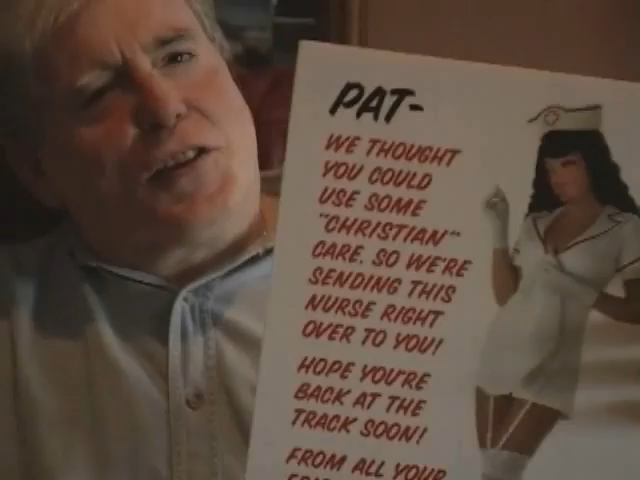 PAT-
WE THOUGHT
YOU COULD
USE SOME
"CHRISTIAN"
CARE. SO WE'RE
SENDING THIS
NURSE RIGHT
OVER TO YOU!
HOPE YOU'RE
BACK AT THE
TRACK SOON!
FROM ALL YOUR